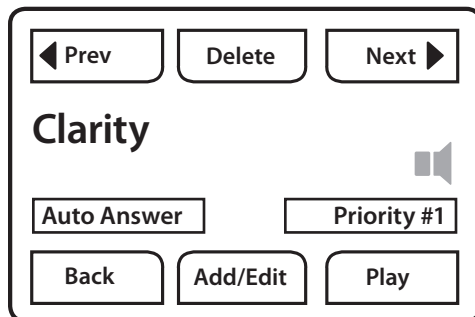 Prev Delete Next
Clarity
Auto Answer Priority #1
Back Add/Edit Play